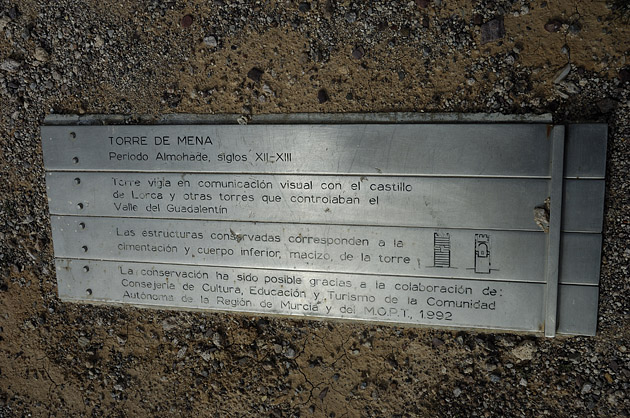 TORRE DE MENA
Periodo Almohade, siglos XII-XIII
Torre vigía en comunicación visual con el castillo
de Lorca y otras torres que controlaban el
Valle del Guadalentín
Las estructuras conservadas corresponden a la
cimentación y cuerpo inferior, macizo, de la torre
La conservación ha sido posible gracias a la colaboración de:
Consejería de Cultura, Educación y Turismo de la Comunidad
Autónoma de la Región de Murcia y del M.O.P.T., 1.992